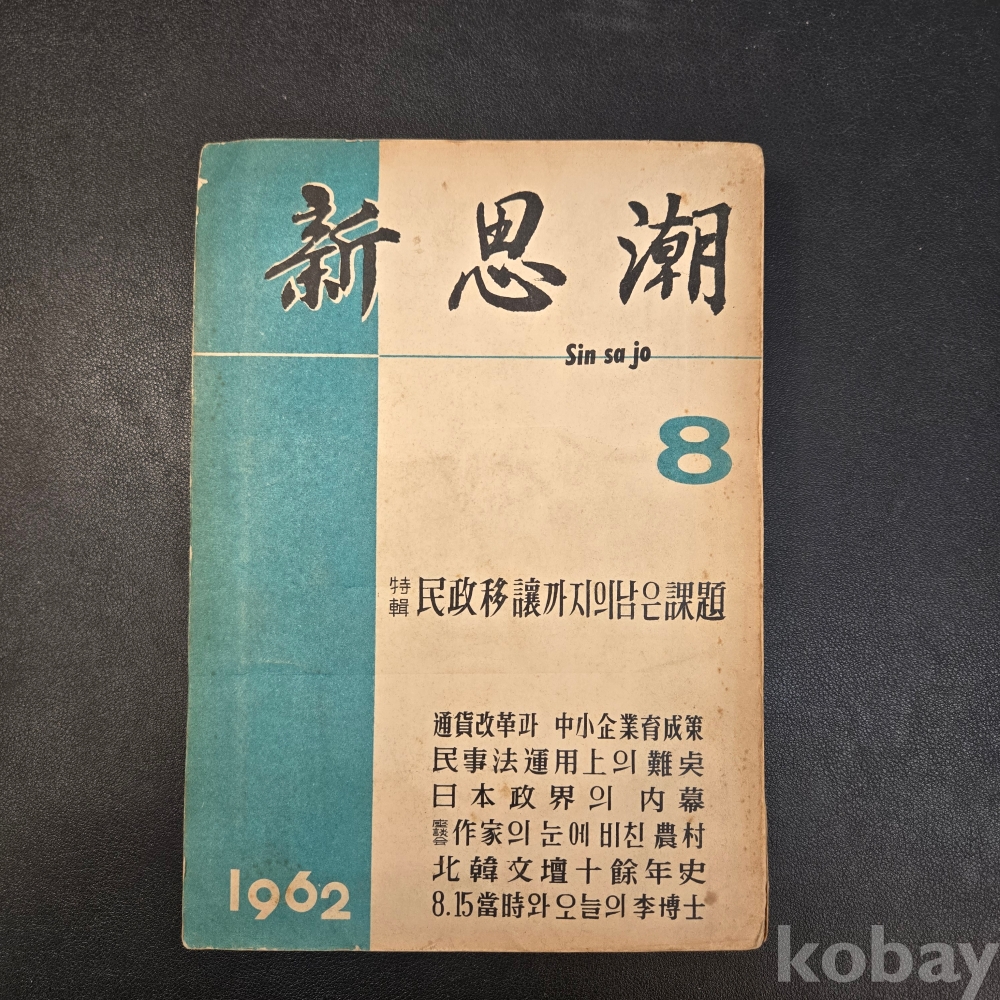 新思潮
Sin sa jo
8
特輯 民政移讓까지의남은課題
通貨改革과 中小企業育成策
民事法運用上의難点
日本政界의 內幕
座談會 作家의눈에비친農村
北韓文壇十餘年史
8.15當時와오늘의李博士
1962
kobay